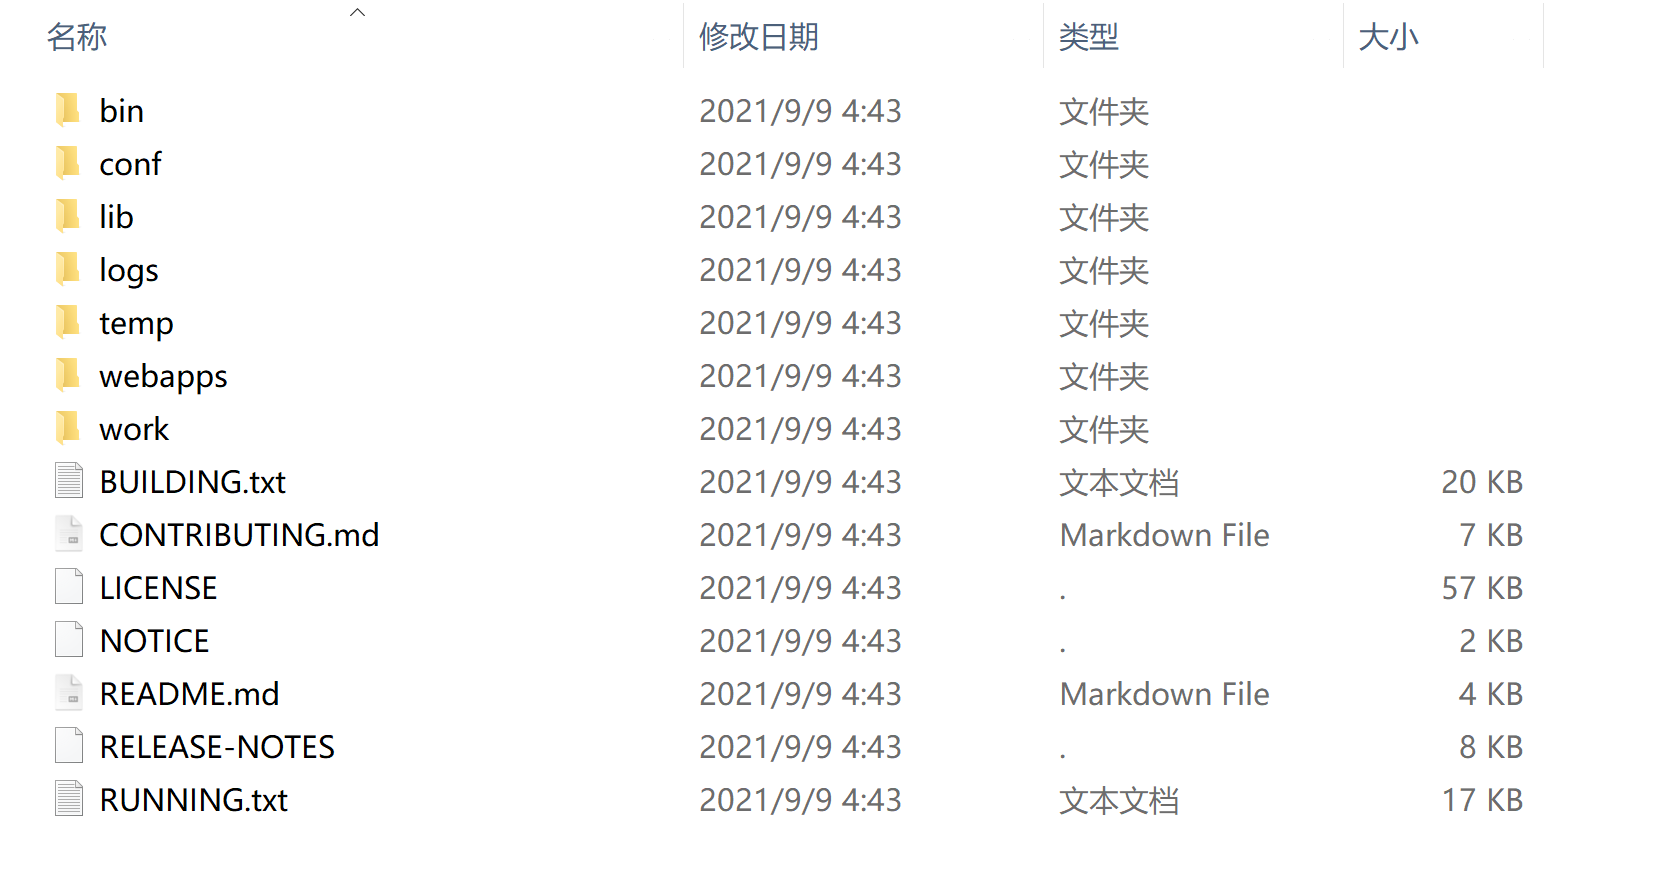 名称 修改日期 类型 大小
bin 2021/9/9 4:43 文件夹
conf 2021/9/9 4:43 文件夹
lib 2021/9/9 4:43 文件夹
logs 2021/9/9 4:43 文件夹
temp 2021/9/9 4:43 文件夹
webapps 2021/9/9 4:43 文件夹
work 2021/9/9 4:43 文件夹
BUILDING.txt 2021/9/9 4:43 文本文档 20 KB
CONTRIBUTING.md 2021/9/9 4:43 Markdown File 7 KB
LICENSE 2021/9/9 4:43 . 57 KB
NOTICE 2021/9/9 4:43 . 2 KB
README.md 2021/9/9 4:43 Markdown File 4 KB
RELEASE-NOTES 2021/9/9 4:43 . 8 KB
RUNNING.txt 2021/9/9 4:43 文本文档 17 KB